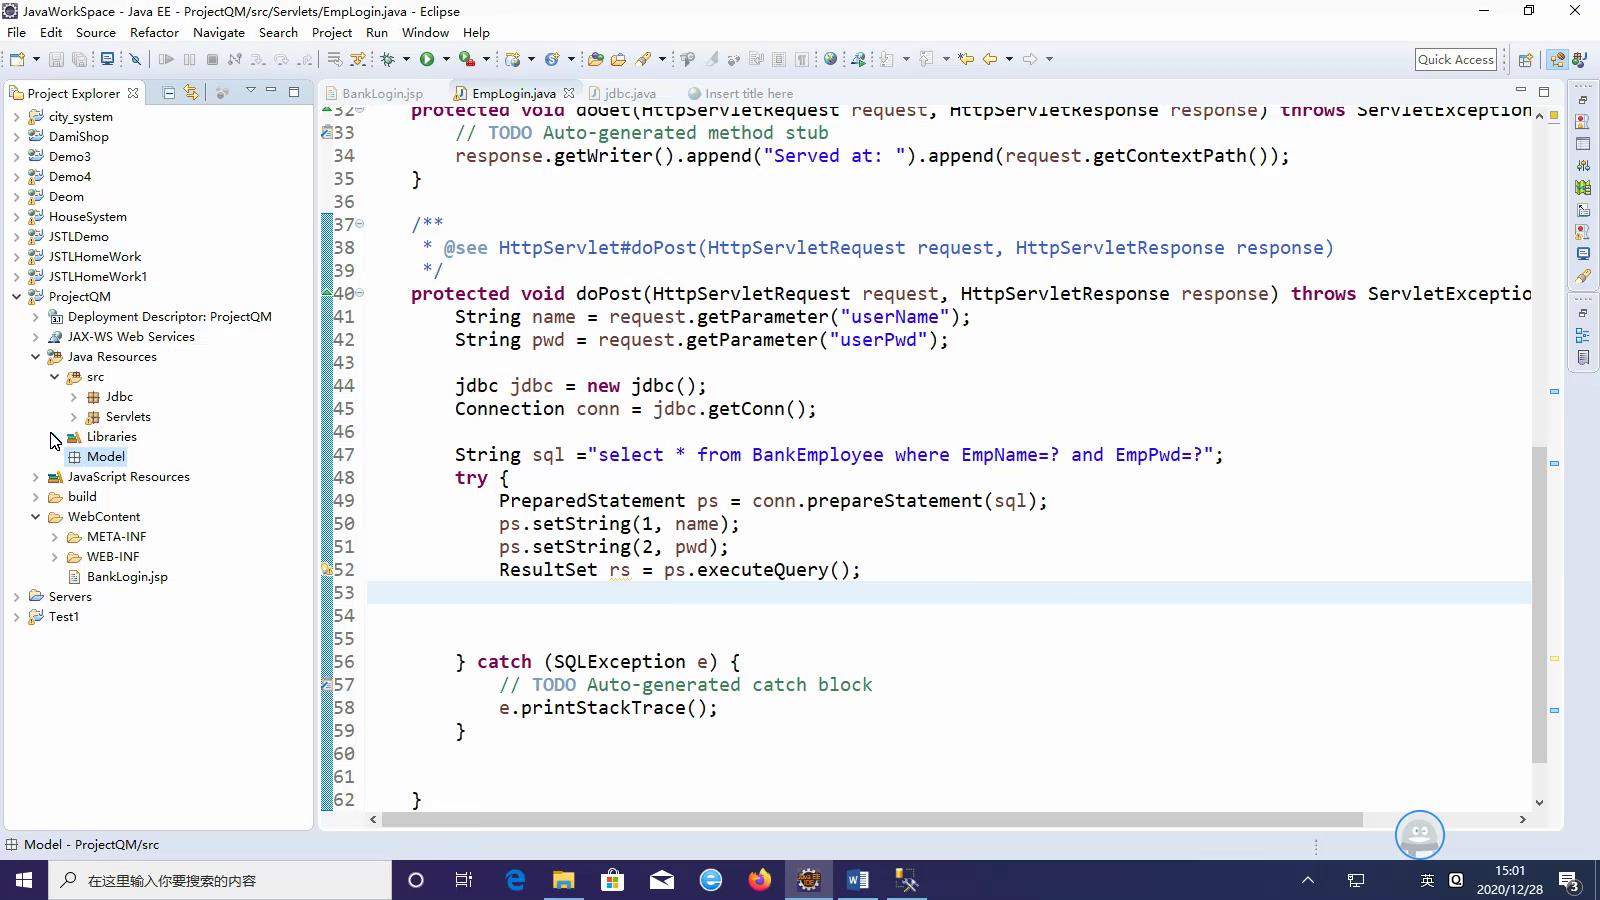 JavaWorkSpace - Java EE - ProjectQM/src/Servlets/EmpLogin.java - Eclipse
File Edit Source Refactor Navigate Search Project Run Window Help
Quick Access
Project Explorer
BankLogin.jsp
EmpLogin.java
jdbc.java
Insert title here
city_system
DamiShop
Demo3
Demo4
Deom
HouseSystem
JSTLDemo
JSTLHomeWork
JSTLHomeWork1
ProjectQM
Deployment Descriptor: ProjectQM
JAX-WS Web Services
Java Resources
src
Jdbc
Servlets
Libraries
Model
JavaScript Resources
build
WebContent
META-INF
WEB-INF
BankLogin.jsp
Servers
Test1
32 protected void doGet(HttpServletRequest request, HttpServletResponse response) throws ServletException
33 // TODO Auto-generated method stub
34 response.getWriter().append("Served at: ").append(request.getContextPath());
35 }
36
37 /**
38 * @see HttpServlet#doPost(HttpServletRequest request, HttpServletResponse response)
39 */
40 protected void doPost(HttpServletRequest request, HttpServletResponse response) throws ServletExceptio
41 String name = request.getParameter("userName");
42 String pwd = request.getParameter("userPwd");
43
44 jdbc jdbc = new jdbc();
45 Connection conn = jdbc.getConn();
46
47 String sql ="select * from BankEmployee where EmpName=? and EmpPwd=?";
48 try {
49 PreparedStatement ps = conn.prepareStatement(sql);
50 ps.setString(1, name);
51 ps.setString(2, pwd);
52 ResultSet rs = ps.executeQuery();
53
54
55
56 } catch (SQLException e) {
57 // TODO Auto-generated catch block
58 e.printStackTrace();
59 }
60
61
62 }
Model - ProjectQM/src
在这里输入你要搜索的内容
英
15:01
2020/12/28
3